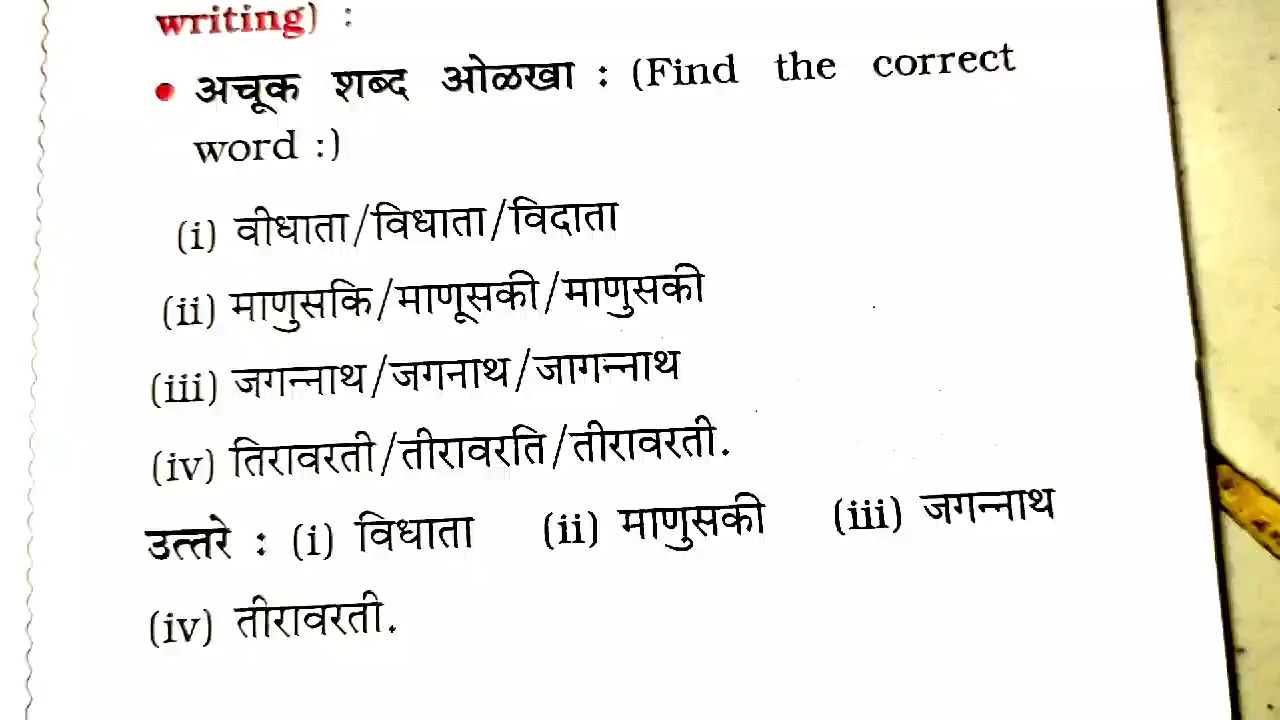 writing) :
• अचूक शब्द ओळखा : (Find the correct
word :)
(i) वीधाता/विधाता/विदाता
(ii) माणुसकि/माणूसकी/माणुसकी
(iii) जगन्नाथ/जगनाथ/जागन्नाथ
(iv) तिरावरती/तीरावरति/तीरावरती.
उत्तरे : (i) विधाता (ii) माणुसकी (iii) जगन्नाथ
(iv) तीरावरती.